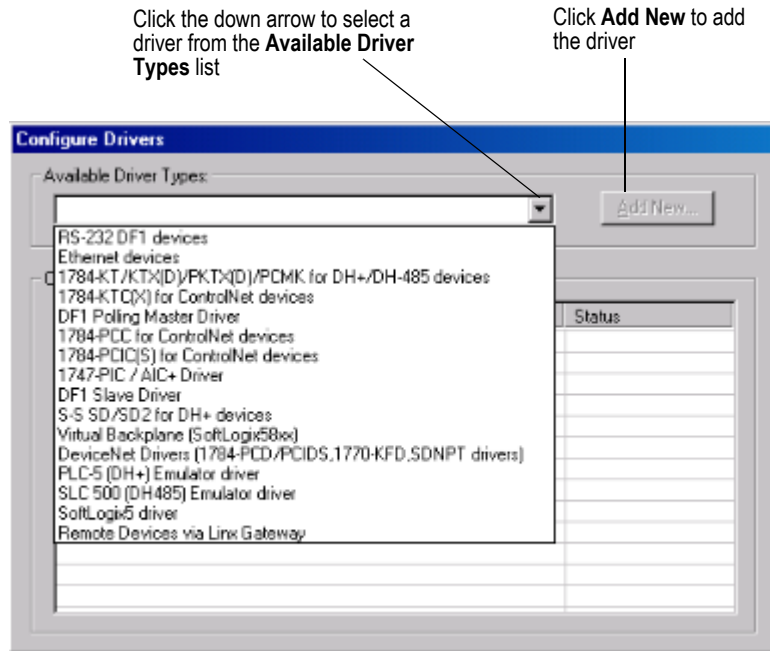 Click the down arrow to select a
driver from the Available Driver
Types list
Click Add New to add
the driver
Configure Drivers
Available Driver Types:
Add New...
RS-232 DF1 devices
Ethernet devices
1784-KT/KTX(D)/PKTX(D)/PCMK for DH+/DH-485 devices
1784-KTC(X) for ControlNet devices
DF1 Polling Master Driver
1784-PCC for ControlNet devices
1784-PCIC(S) for ControlNet devices
1747-PIC / AIC+ Driver
DF1 Slave Driver
S-S SD/SD2 for DH+ devices
Virtual Backplane (SoftLogix58xx)
DeviceNet Drivers (1784-PCD/PCIDS,1770-KFD,SDNPT drivers)
PLC-5 (DH+) Emulator driver
SLC 500 (DH485) Emulator driver
SoftLogix5 driver
Remote Devices via Linx Gateway
Status